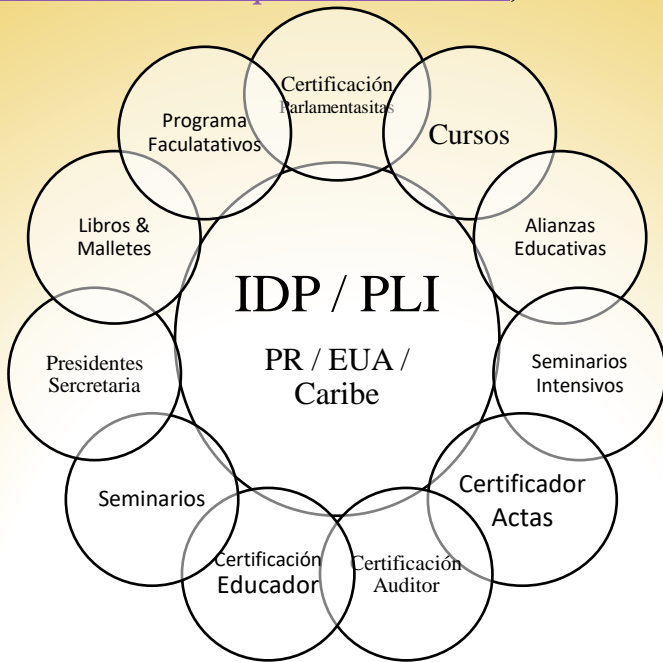 Certificación
Parlamentasitas
Cursos
Alianzas
Educativas
Seminarios
Intensivos
Certificador
Actas
Certificación
Auditor
Certificación
Educador
Seminarios
Presidentes
Sercretaria
Libros &
Malletes
Programa
Faculatativos
IDP / PLI
PR / EUA /
Caribe